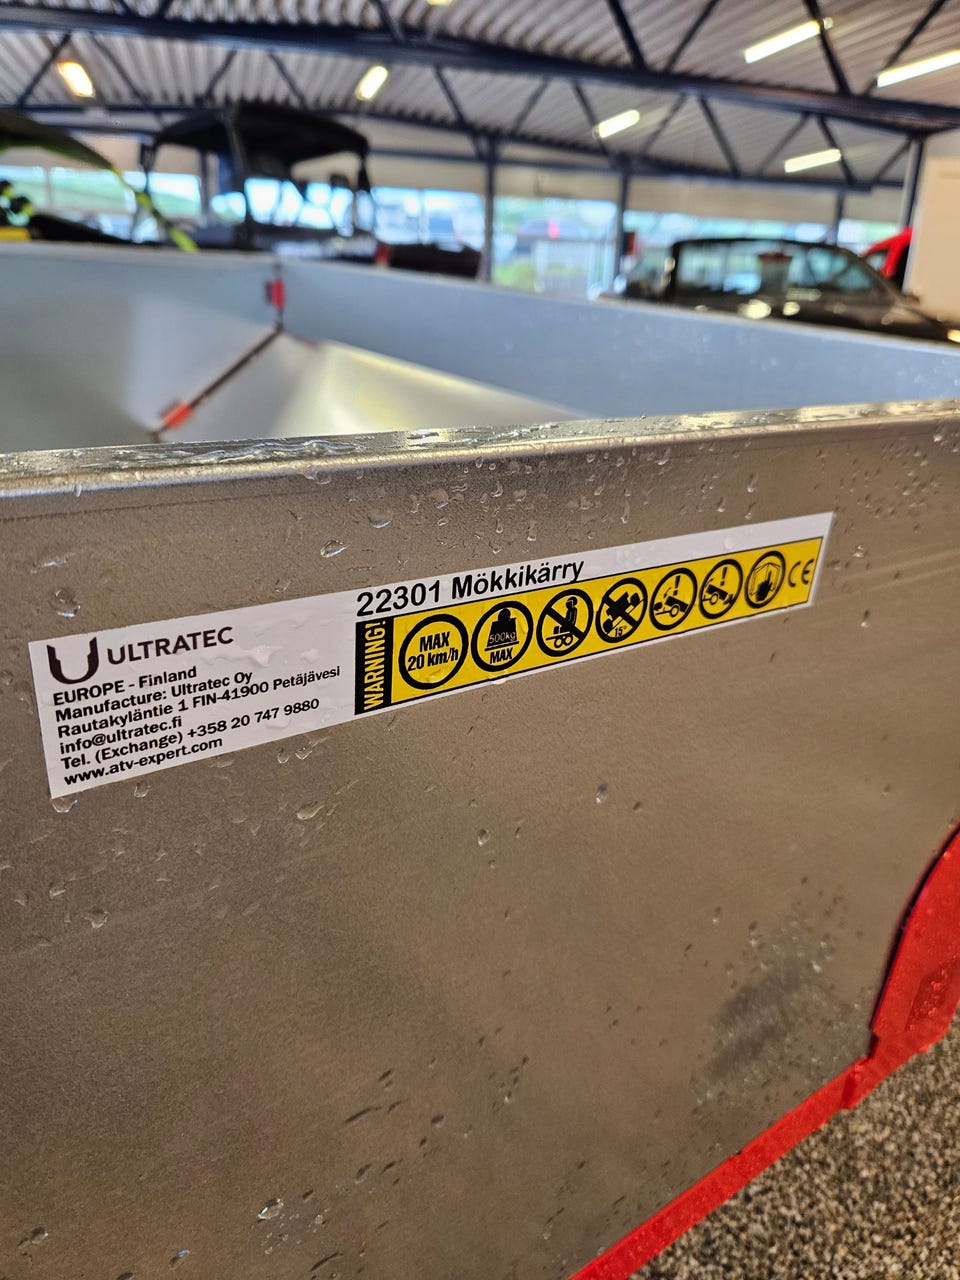 ULTRATEC
EUROPE - Finland
Manufacture: Ultratec Oy
Rautakyläntie 1 FIN-41900 Petäjävesi
info@ultratec.fi
Tel. (Exchange) +358 20 747 9880
www.atv-expert.com
22301 Mökkikärry
WARNING!
MAX
20 km/h
500kg
MAX
15°
CE